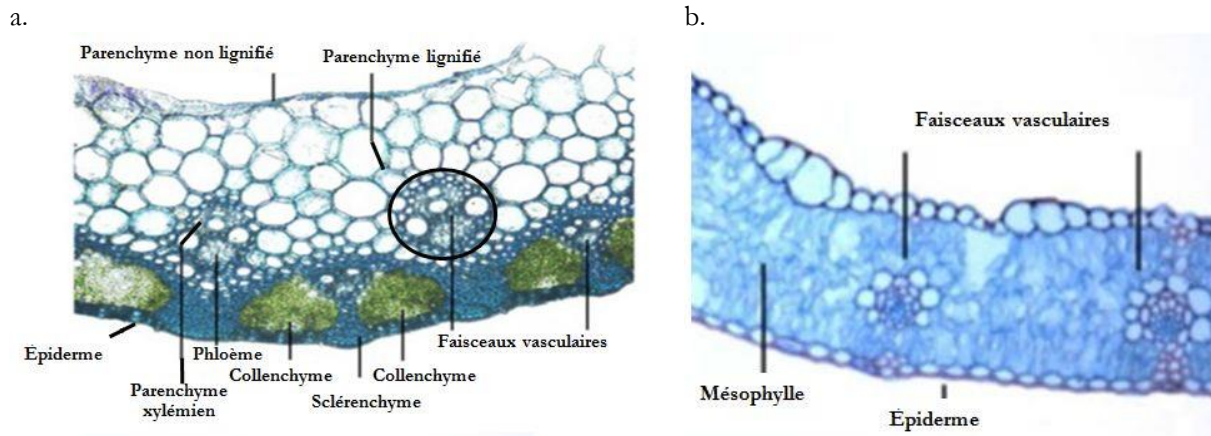 a.
b.
Parenchyme non lignifié
Parenchyme lignifié
Faisceaux vasculaires
Épiderme
Phloème
Faisceaux vasculaires
Collenchyme
Collenchyme
Parenchyme
xylémien
Sclérenchyme
Mésophylle
Épiderme